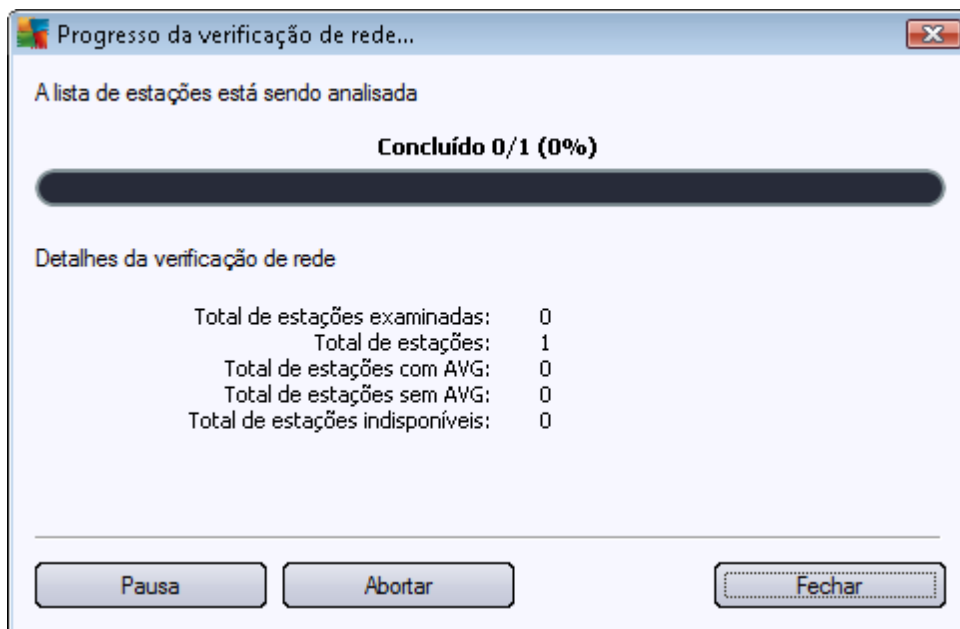 Progresso da verificação de rede...
A lista de estações está sendo analisada
Concluído 0/1 (0%)
Detalhes da verificação de rede
Total de estações examinadas: 0
Total de estações: 1
Total de estações com AVG: 0
Total de estações sem AVG: 0
Total de estações indisponíveis: 0
Pausa Abortar Fechar